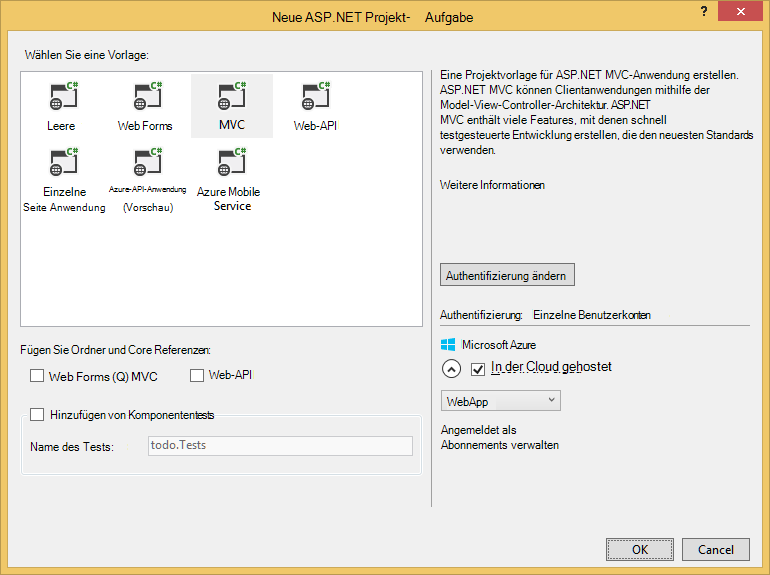 Neue ASP.NET Projekt- Aufgabe
?
Wählen Sie eine Vorlage:
C# C# C# C#
Leere Web Forms MVC Web-API
C# C# C#
Einzelne Azure-API-Anwendung Azure Mobile
Seite Anwendung (Vorschau) Service
Eine Projektvorlage für ASP.NET MVC-Anwendung erstellen.
ASP.NET MVC können Clientanwendungen mithilfe der
Model-View-Controller-Architektur. ASP.NET
MVC enthält viele Features, mit denen schnell
testgesteuerte Entwicklung erstellen, die den neuesten Standards
verwenden.
Weitere Informationen
Authentifizierung ändern
Authentifizierung: Einzelne Benutzerkonten
Microsoft Azure
In der Cloud gehostet
WebApp
Angemeldet als
Abonnements verwalten
Fügen Sie Ordner und Core Referenzen:
Web Forms (Q) MVC Web-API
Hinzufügen von Komponententests
Name des Tests: todo.Tests
OK Cancel